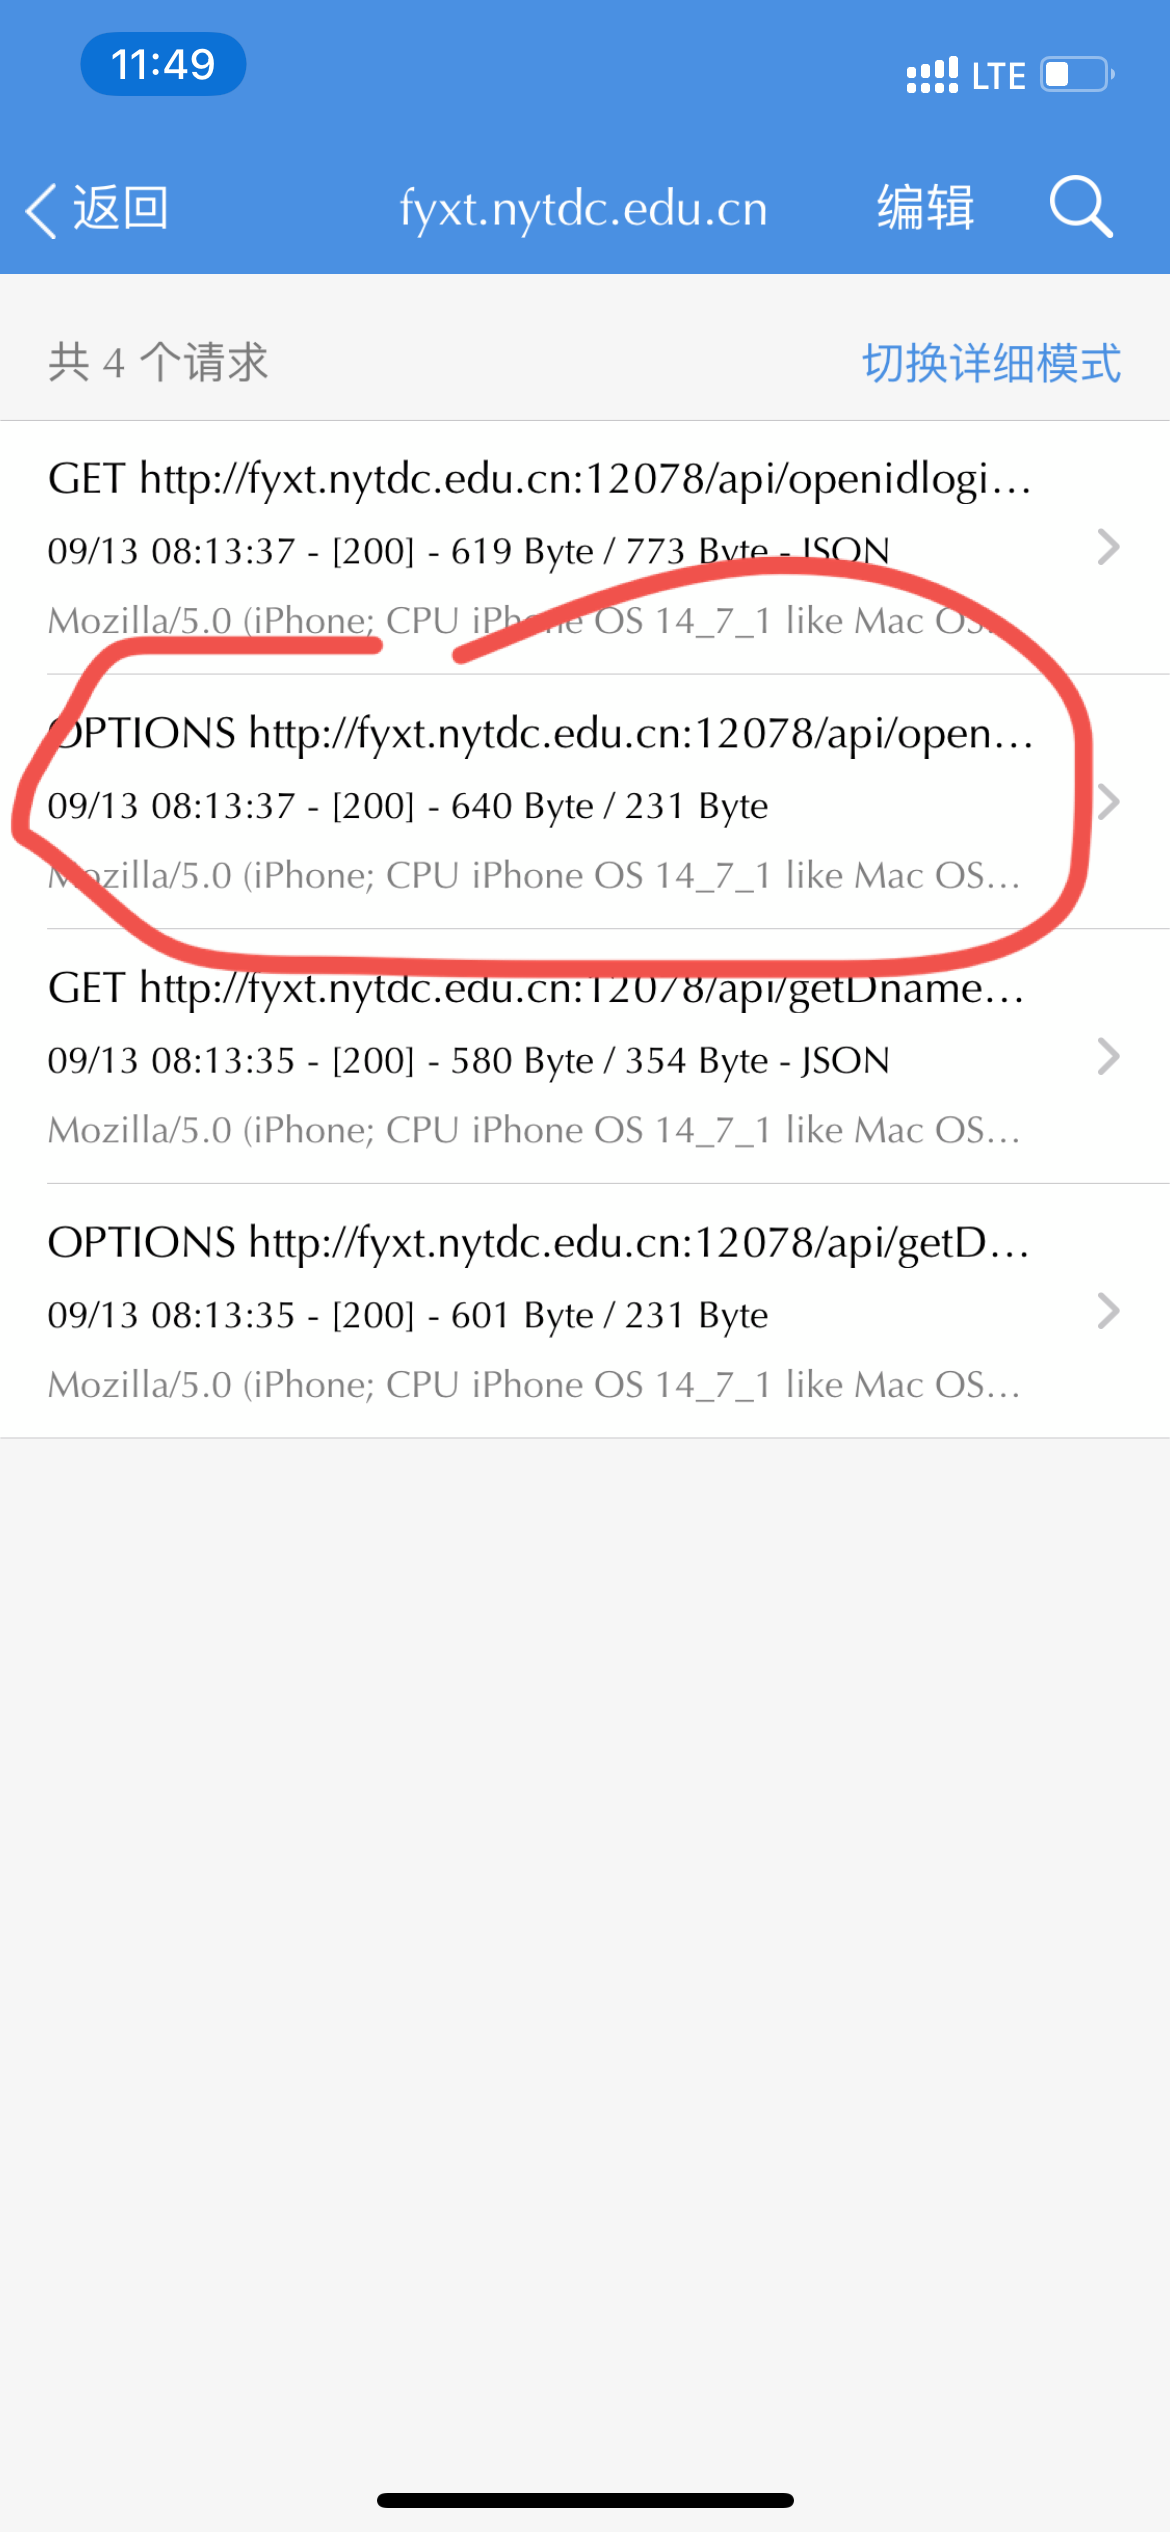 11:49
LTE
返回
fyxt.nytdc.edu.cn
编辑
共 4 个请求
切换详细模式
GET http://fyxt.nytdc.edu.cn:12078/api/openidlogi...
09/13 08:13:37 - [200] - 619 Byte / 773 Byte - JSON
Mozilla/5.0 (iPhone; CPU iPhone OS 14_7_1 like Mac OS...
OPTIONS http://fyxt.nytdc.edu.cn:12078/api/open...
09/13 08:13:37 - [200] - 640 Byte / 231 Byte
Mozilla/5.0 (iPhone; CPU iPhone OS 14_7_1 like Mac OS...
GET http://fyxt.nytdc.edu.cn:12078/api/getDname...
09/13 08:13:35 - [200] - 580 Byte / 354 Byte - JSON
Mozilla/5.0 (iPhone; CPU iPhone OS 14_7_1 like Mac OS...
OPTIONS http://fyxt.nytdc.edu.cn:12078/api/getD...
09/13 08:13:35 - [200] - 601 Byte / 231 Byte
Mozilla/5.0 (iPhone; CPU iPhone OS 14_7_1 like Mac OS...